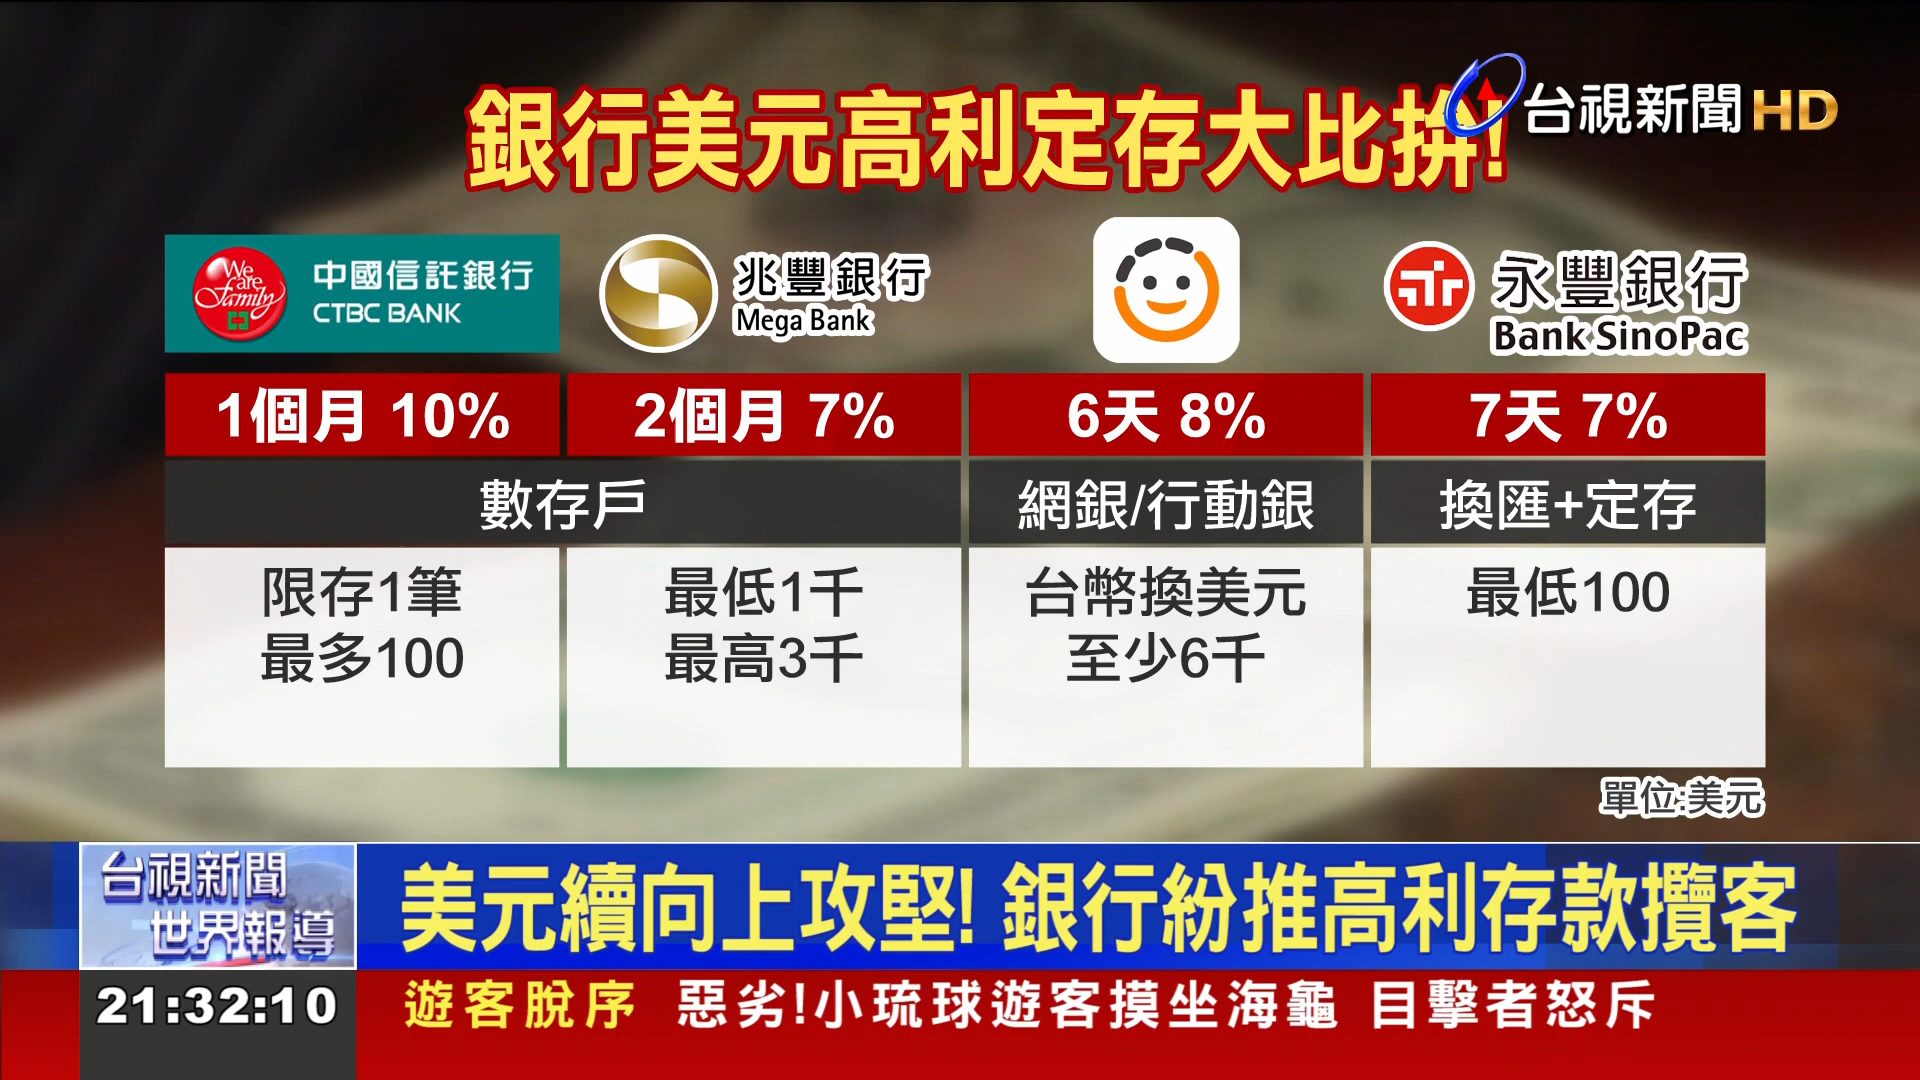 銀行美元高利定存大比拚!
台視新聞HD
We are Family
中國信託銀行
CTBC BANK
兆豐銀行
Mega Bank
永豐銀行
Bank SinoPac
1個月 10%
2個月 7%
6天 8%
7天 7%
數存戶
網銀/行動銀
換匯+定存
限存1筆
最多100
最低1千
最高3千
台幣換美元
至少6千
最低100
單位:美元
台視新聞
世界報導
美元續向上攻堅! 銀行紛推高利存款攬客
21:32:10
遊客脫序 惡劣!小琉球遊客摸坐海龜 目擊者怒斥